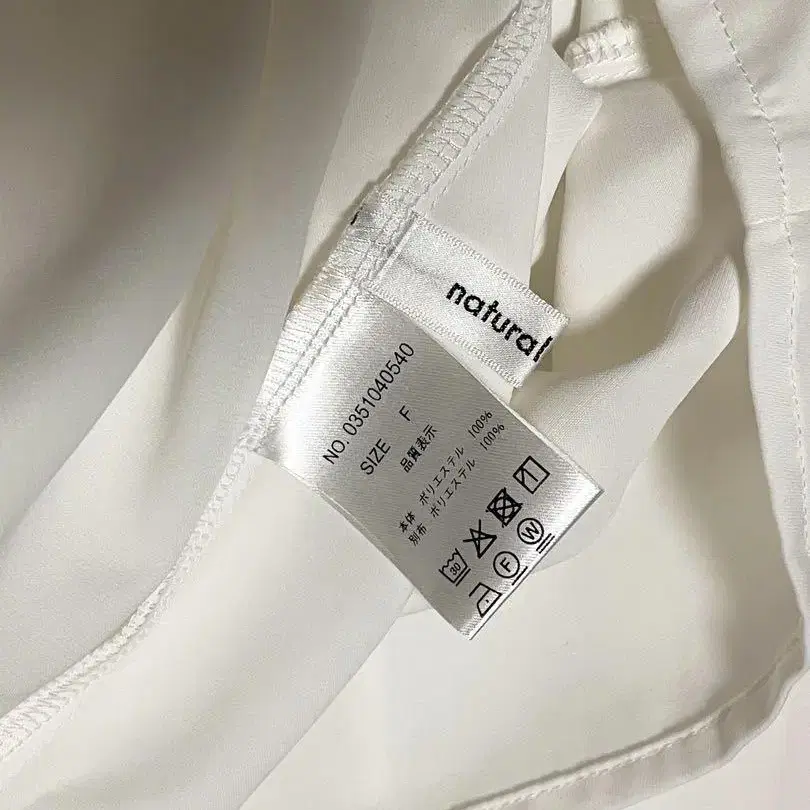 natural
NO. 0351040540
SIZE F
品質表示
本体 ポリエステル 100%
別布 ポリエステル 100%
30
F
W